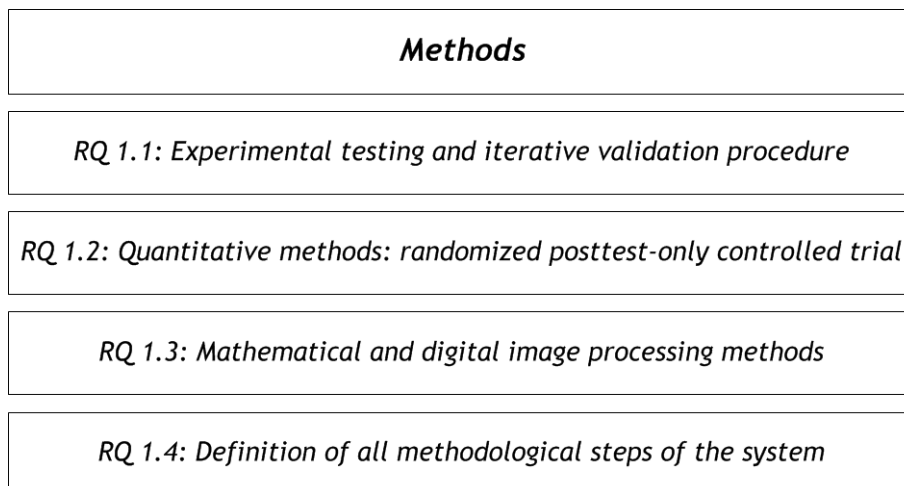 Methods
RQ 1.1: Experimental testing and iterative validation procedure
RQ 1.2: Quantitative methods: randomized posttest-only controlled trial
RQ 1.3: Mathematical and digital image processing methods
RQ 1.4: Definition of all methodological steps of the system